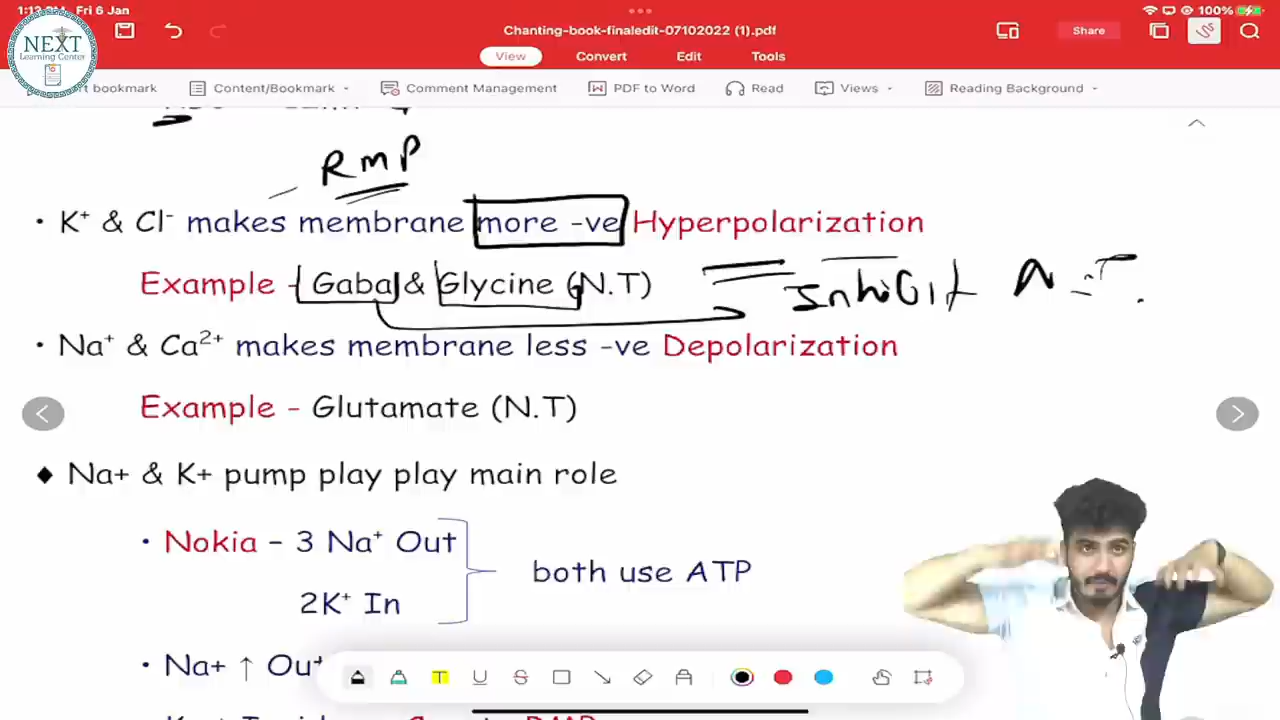 1:13 PM Fri 6 Jan
100%
NEXT
Learning Center
Chanting-book-finaledit-07102022 (1).pdf
Share
View Convert Edit Tools
bookmark Content/Bookmark Comment Management PDF to Word Read Views Reading Background
RMP
• K⁺ & Cl⁻ makes membrane more -ve Hyperpolarization
Example - Gaba & Glycine (N.T) Inhibit N.T.
• Na⁺ & Ca²⁺ makes membrane less -ve Depolarization
Example - Glutamate (N.T)
◆ Na+ & K+ pump play play main role
• Nokia - 3 Na⁺ Out
both use ATP
2K⁺ In
• Na+ ↑ Out